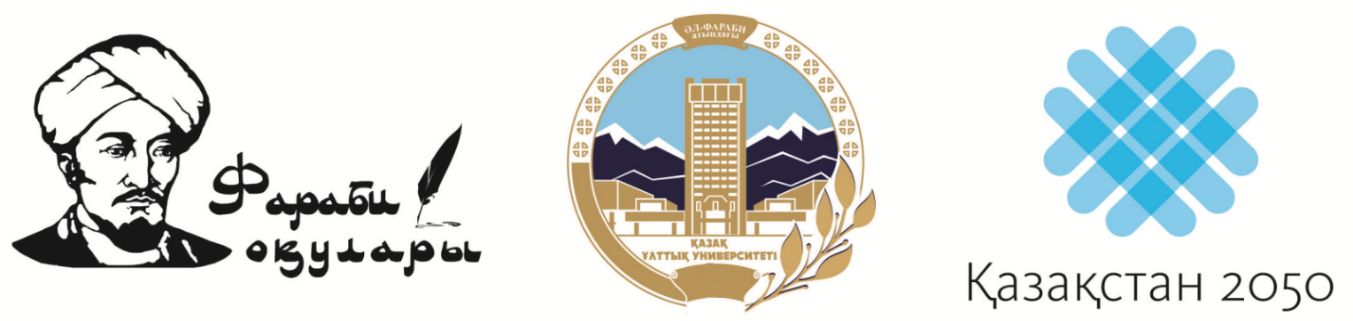 Фараби
оқулары
ӘЛ-ФАРАБИ
атындағы
ҚАЗАҚ
ҰЛТТЫҚ УНИВЕРСИТЕТІ
Қазақстан 2050